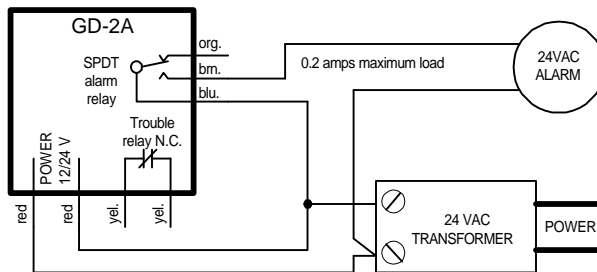 GD-2A
SPDT
alarm
relay
org.
brn.
blu.
0.2 amps maximum load
24VAC
ALARM
Trouble
relay N.C.
POWER
12/24 V
red
red
yel.
yel.
24 VAC
TRANSFORMER
POWER